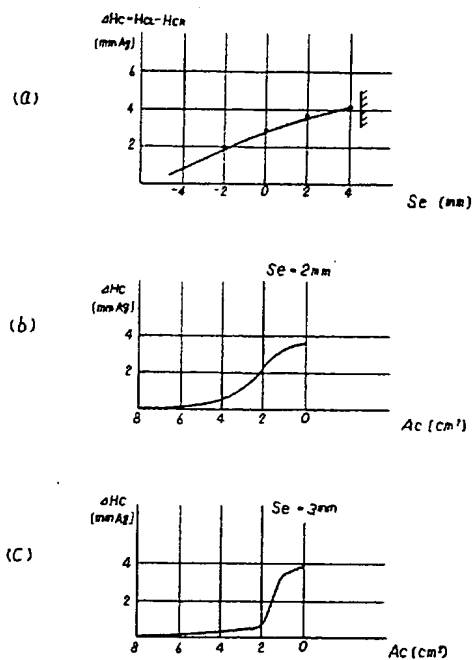 (a)
ΔHc=HcL-HcR
(mmAg)
6
4
2
-4 -2 0 2 4
Se (mm)
(b)
Se = 2mm
ΔHc
(mmAg)
4
2
8 6 4 2 0
Ac (cm²)
(C)
Se = 3mm
ΔHc
(mmAg)
4
2
8 6 4 2 0
Ac (cm²)